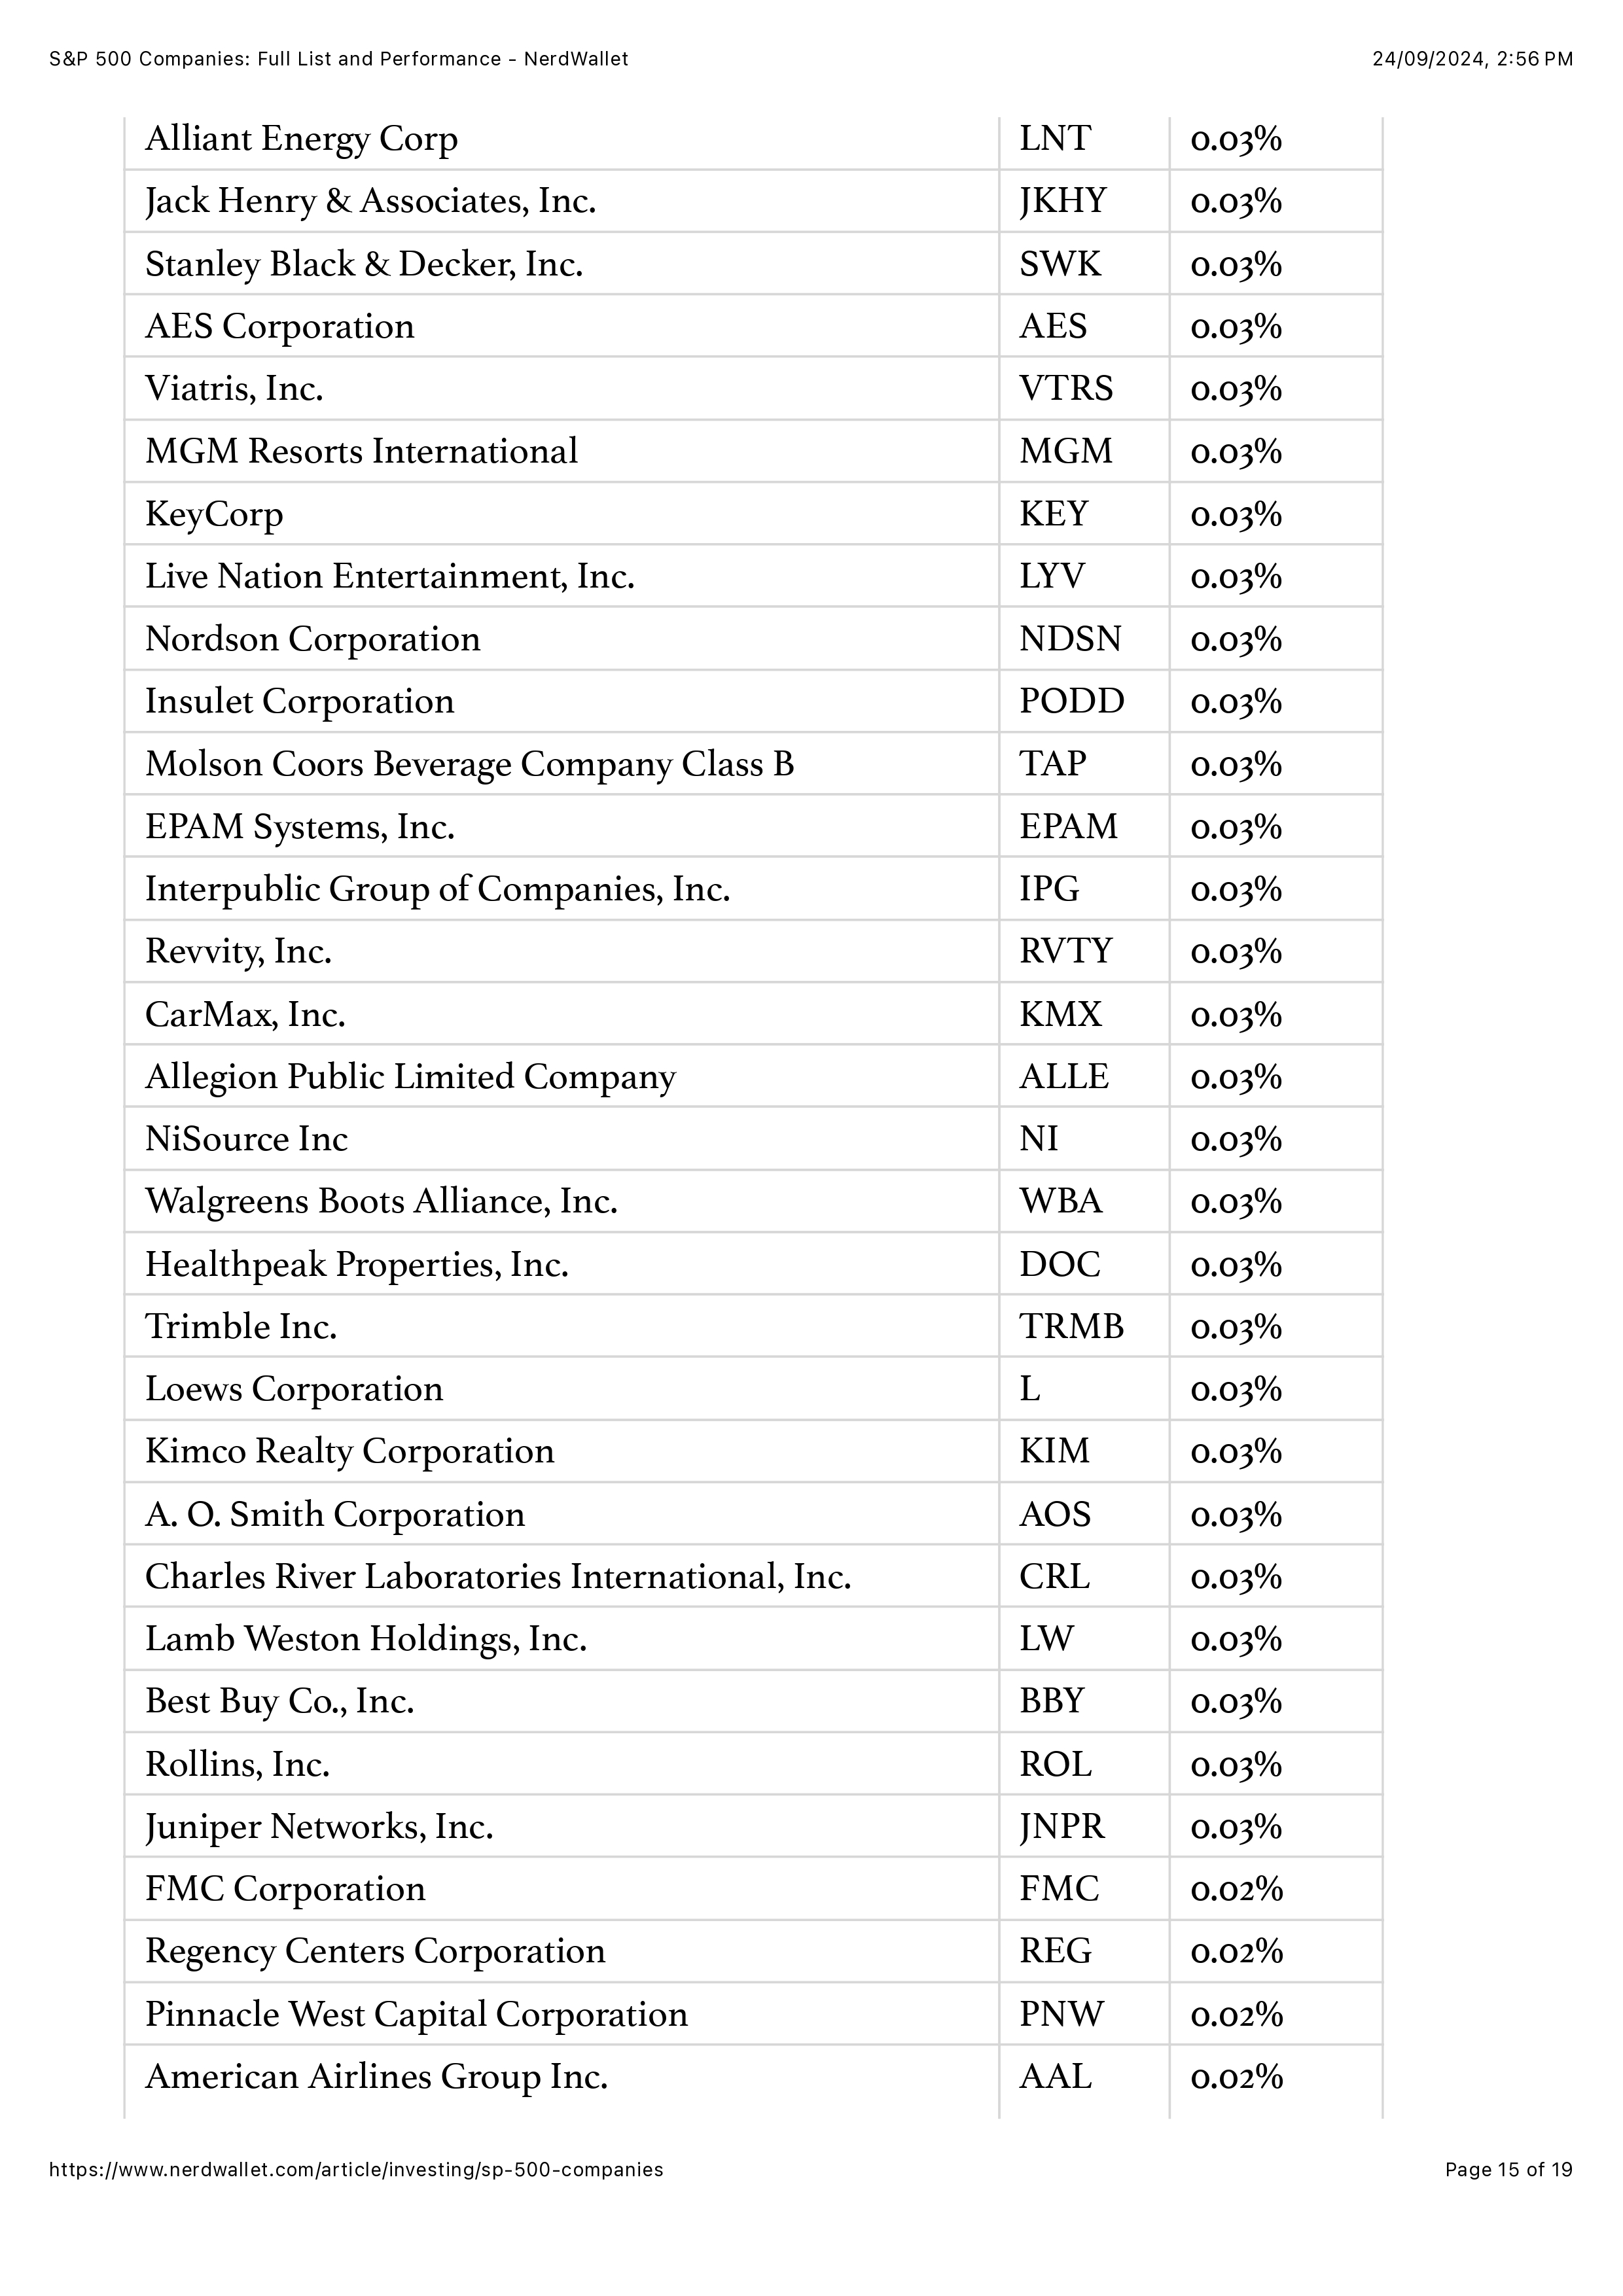 S&P 500 Companies: Full List and Performance - NerdWallet 24/09/2024, 2:56 PM
Alliant Energy Corp LNT 0.03%
Jack Henry & Associates, Inc. JKHY 0.03%
Stanley Black & Decker, Inc. SWK 0.03%
AES Corporation AES 0.03%
Viatris, Inc. VTRS 0.03%
MGM Resorts International MGM 0.03%
KeyCorp KEY 0.03%
Live Nation Entertainment, Inc. LYV 0.03%
Nordson Corporation NDSN 0.03%
Insulet Corporation PODD 0.03%
Molson Coors Beverage Company Class B TAP 0.03%
EPAM Systems, Inc. EPAM 0.03%
Interpublic Group of Companies, Inc. IPG 0.03%
Revvity, Inc. RVTY 0.03%
CarMax, Inc. KMX 0.03%
Allegion Public Limited Company ALLE 0.03%
NiSource Inc NI 0.03%
Walgreens Boots Alliance, Inc. WBA 0.03%
Healthpeak Properties, Inc. DOC 0.03%
Trimble Inc. TRMB 0.03%
Loews Corporation L 0.03%
Kimco Realty Corporation KIM 0.03%
A. O. Smith Corporation AOS 0.03%
Charles River Laboratories International, Inc. CRL 0.03%
Lamb Weston Holdings, Inc. LW 0.03%
Best Buy Co., Inc. BBY 0.03%
Rollins, Inc. ROL 0.03%
Juniper Networks, Inc. JNPR 0.03%
FMC Corporation FMC 0.02%
Regency Centers Corporation REG 0.02%
Pinnacle West Capital Corporation PNW 0.02%
American Airlines Group Inc. AAL 0.02%
https://www.nerdwallet.com/article/investing/sp-500-companies Page 15 of 19